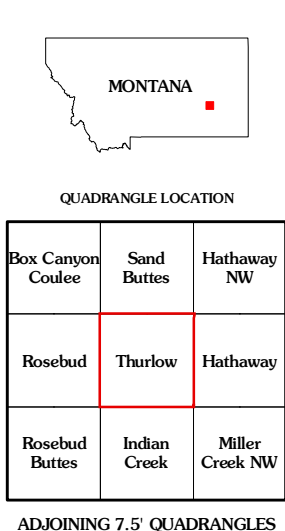 MONTANA
QUADRANGLE LOCATION
Box Canyon
Coulee
Sand
Buttes
Hathaway
NW
Rosebud
Thurlow
Hathaway
Rosebud
Buttes
Indian
Creek
Miller
Creek NW
ADJOINING 7.5' QUADRANGLES